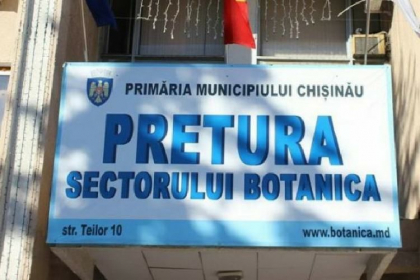 PRIMĂRIA MUNICIPIULUI CHIȘINĂU
PRETURA
SECTORULUI BOTANICA
str. Teilor 10
www.botanica.md